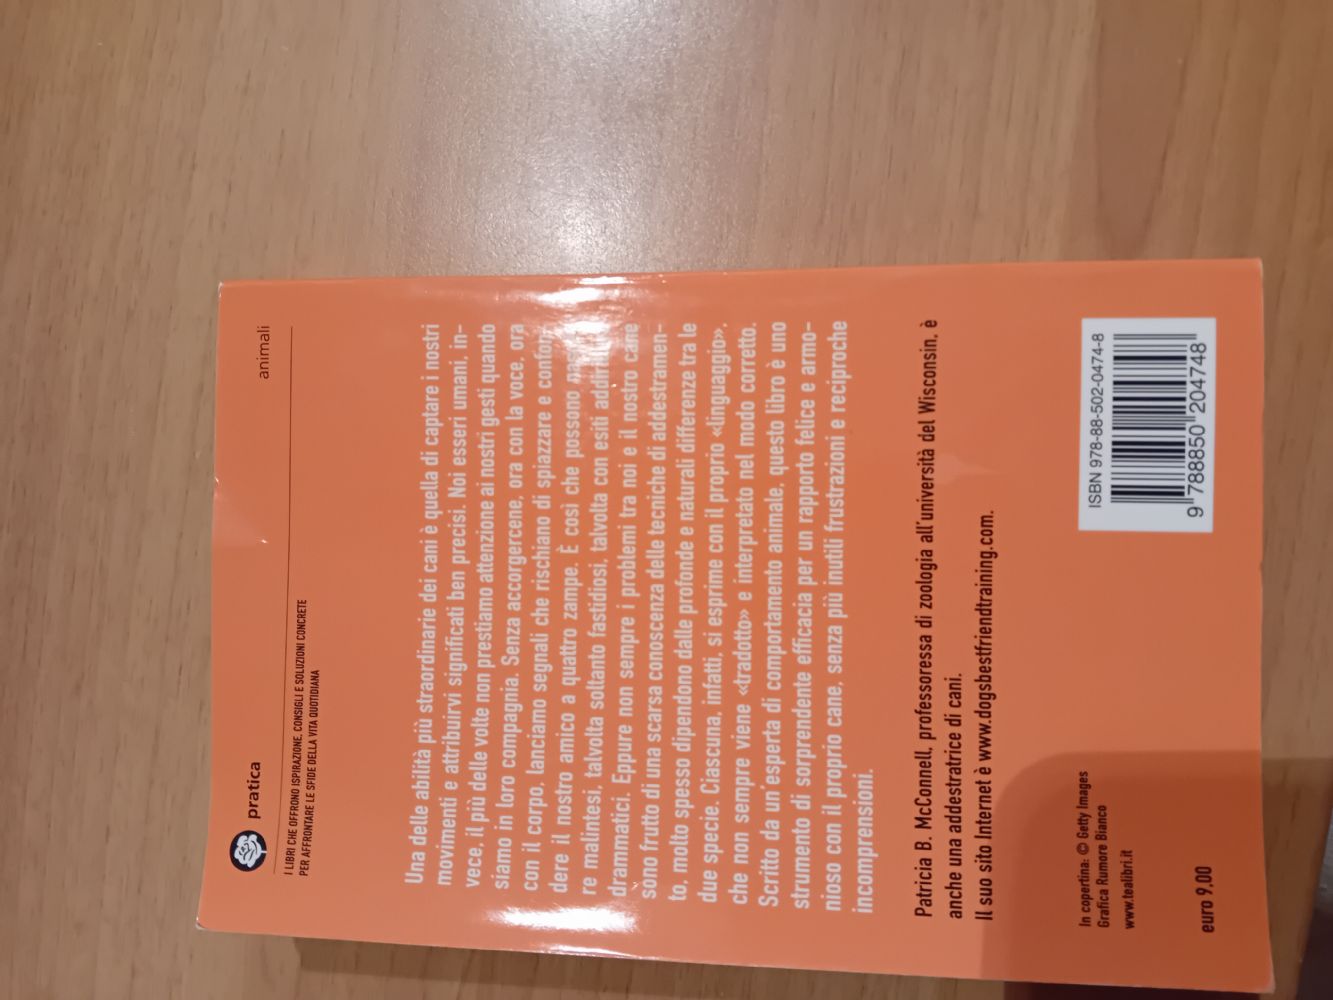 pratica
animali
I LIBRI CHE OFFRONO ISPIRAZIONE, CONSIGLI E SOLUZIONI CONCRETE
PER AFFRONTARE LE SFIDE DELLA VITA QUOTIDIANA
Una delle abilità più straordinarie dei cani è quella di captare i nostri
movimenti e attribuirvi significati ben precisi. Noi esseri umani, in-
vece, il più delle volte non prestiamo attenzione ai nostri gesti quando
siamo in loro compagnia. Senza accorgercene, ora con la voce, ora
con il corpo, lanciamo segnali che rischiano di spiazzare e confon-
dere il nostro amico a quattro zampe. È così che possono
re malintesi, talvolta soltanto fastidiosi, talvolta con esiti addirittura
drammatici. Eppure non sempre i problemi tra noi e il nostro cane
sono frutto di una scarsa conoscenza delle tecniche di addestramen-
to, molto spesso dipendono dalle profonde e naturali differenze tra le
due specie. Ciascuna, infatti, si esprime con il proprio «linguaggio»,
che non sempre viene «tradotto» e interpretato nel modo corretto.
Scritto da un'esperta di comportamento animale, questo libro è uno
strumento di sorprendente efficacia per un rapporto felice e armo-
nioso con il proprio cane, senza più inutili frustrazioni e reciproche
incomprensioni.
Patricia B. McConnell, professoressa di zoologia all'università del Wisconsin, è
anche una addestratrice di cani.
Il suo sito Internet è www.dogsbestfriendtraining.com.
In copertina: © Getty Images
Grafica Rumore Bianco
www.tealibri.it
euro 9,00
ISBN 978-88-502-0474-8
9 788850 204748